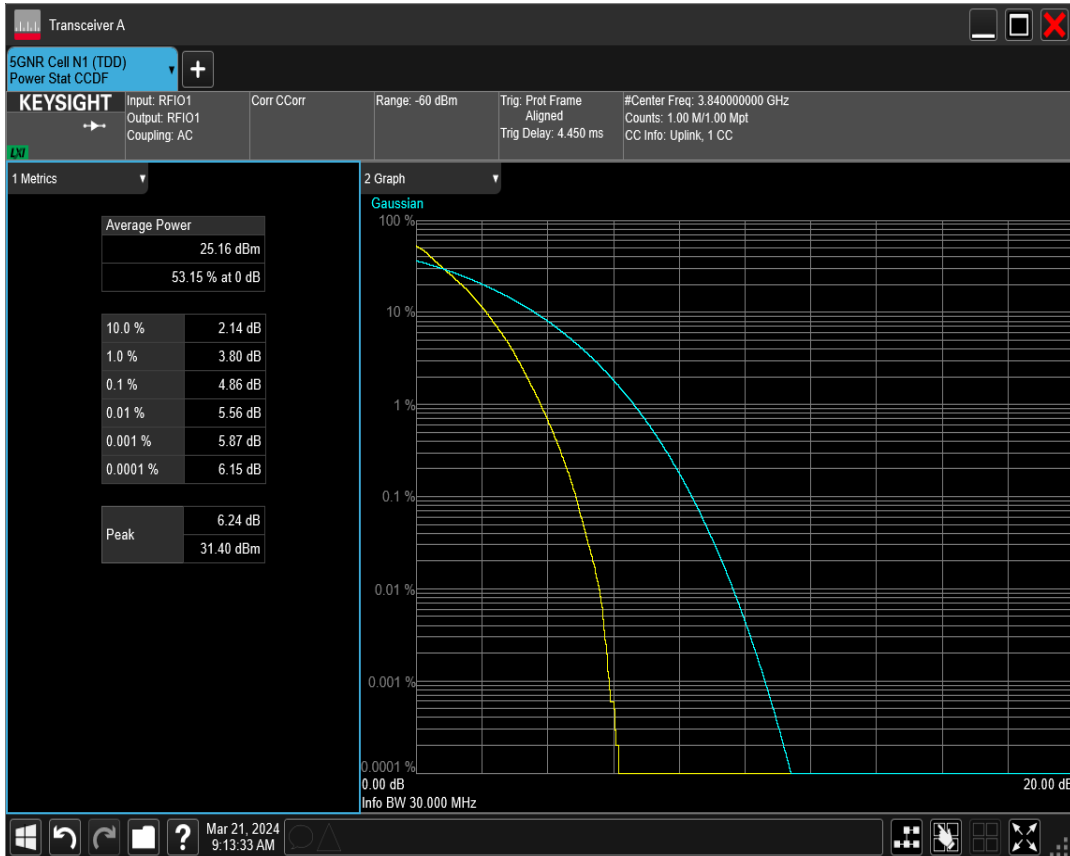 Transceiver A
5GNR Cell N1 (TDD)
Power Stat CCDF
+
KEYSIGHT
LXI
Input: RFIO1
Output: RFIO1
Coupling: AC
Corr CCorr
Range: -60 dBm
Trig: Prot Frame
Aligned
Trig Delay: 4.450 ms
#Center Freq: 3.840000000 GHz
Counts: 1.00 M/1.00 Mpt
CC Info: Uplink, 1 CC
1 Metrics
Average Power
25.16 dBm
53.15 % at 0 dB
10.0 % 2.14 dB
1.0 % 3.80 dB
0.1 % 4.86 dB
0.01 % 5.56 dB
0.001 % 5.87 dB
0.0001 % 6.15 dB
Peak
6.24 dB
31.40 dBm
2 Graph
Gaussian
100 %
10 %
1 %
0.1 %
0.01 %
0.001 %
0.0001 %
0.00 dB
20.00 dB
Info BW 30.000 MHz
?
Mar 21, 2024
9:13:33 AM